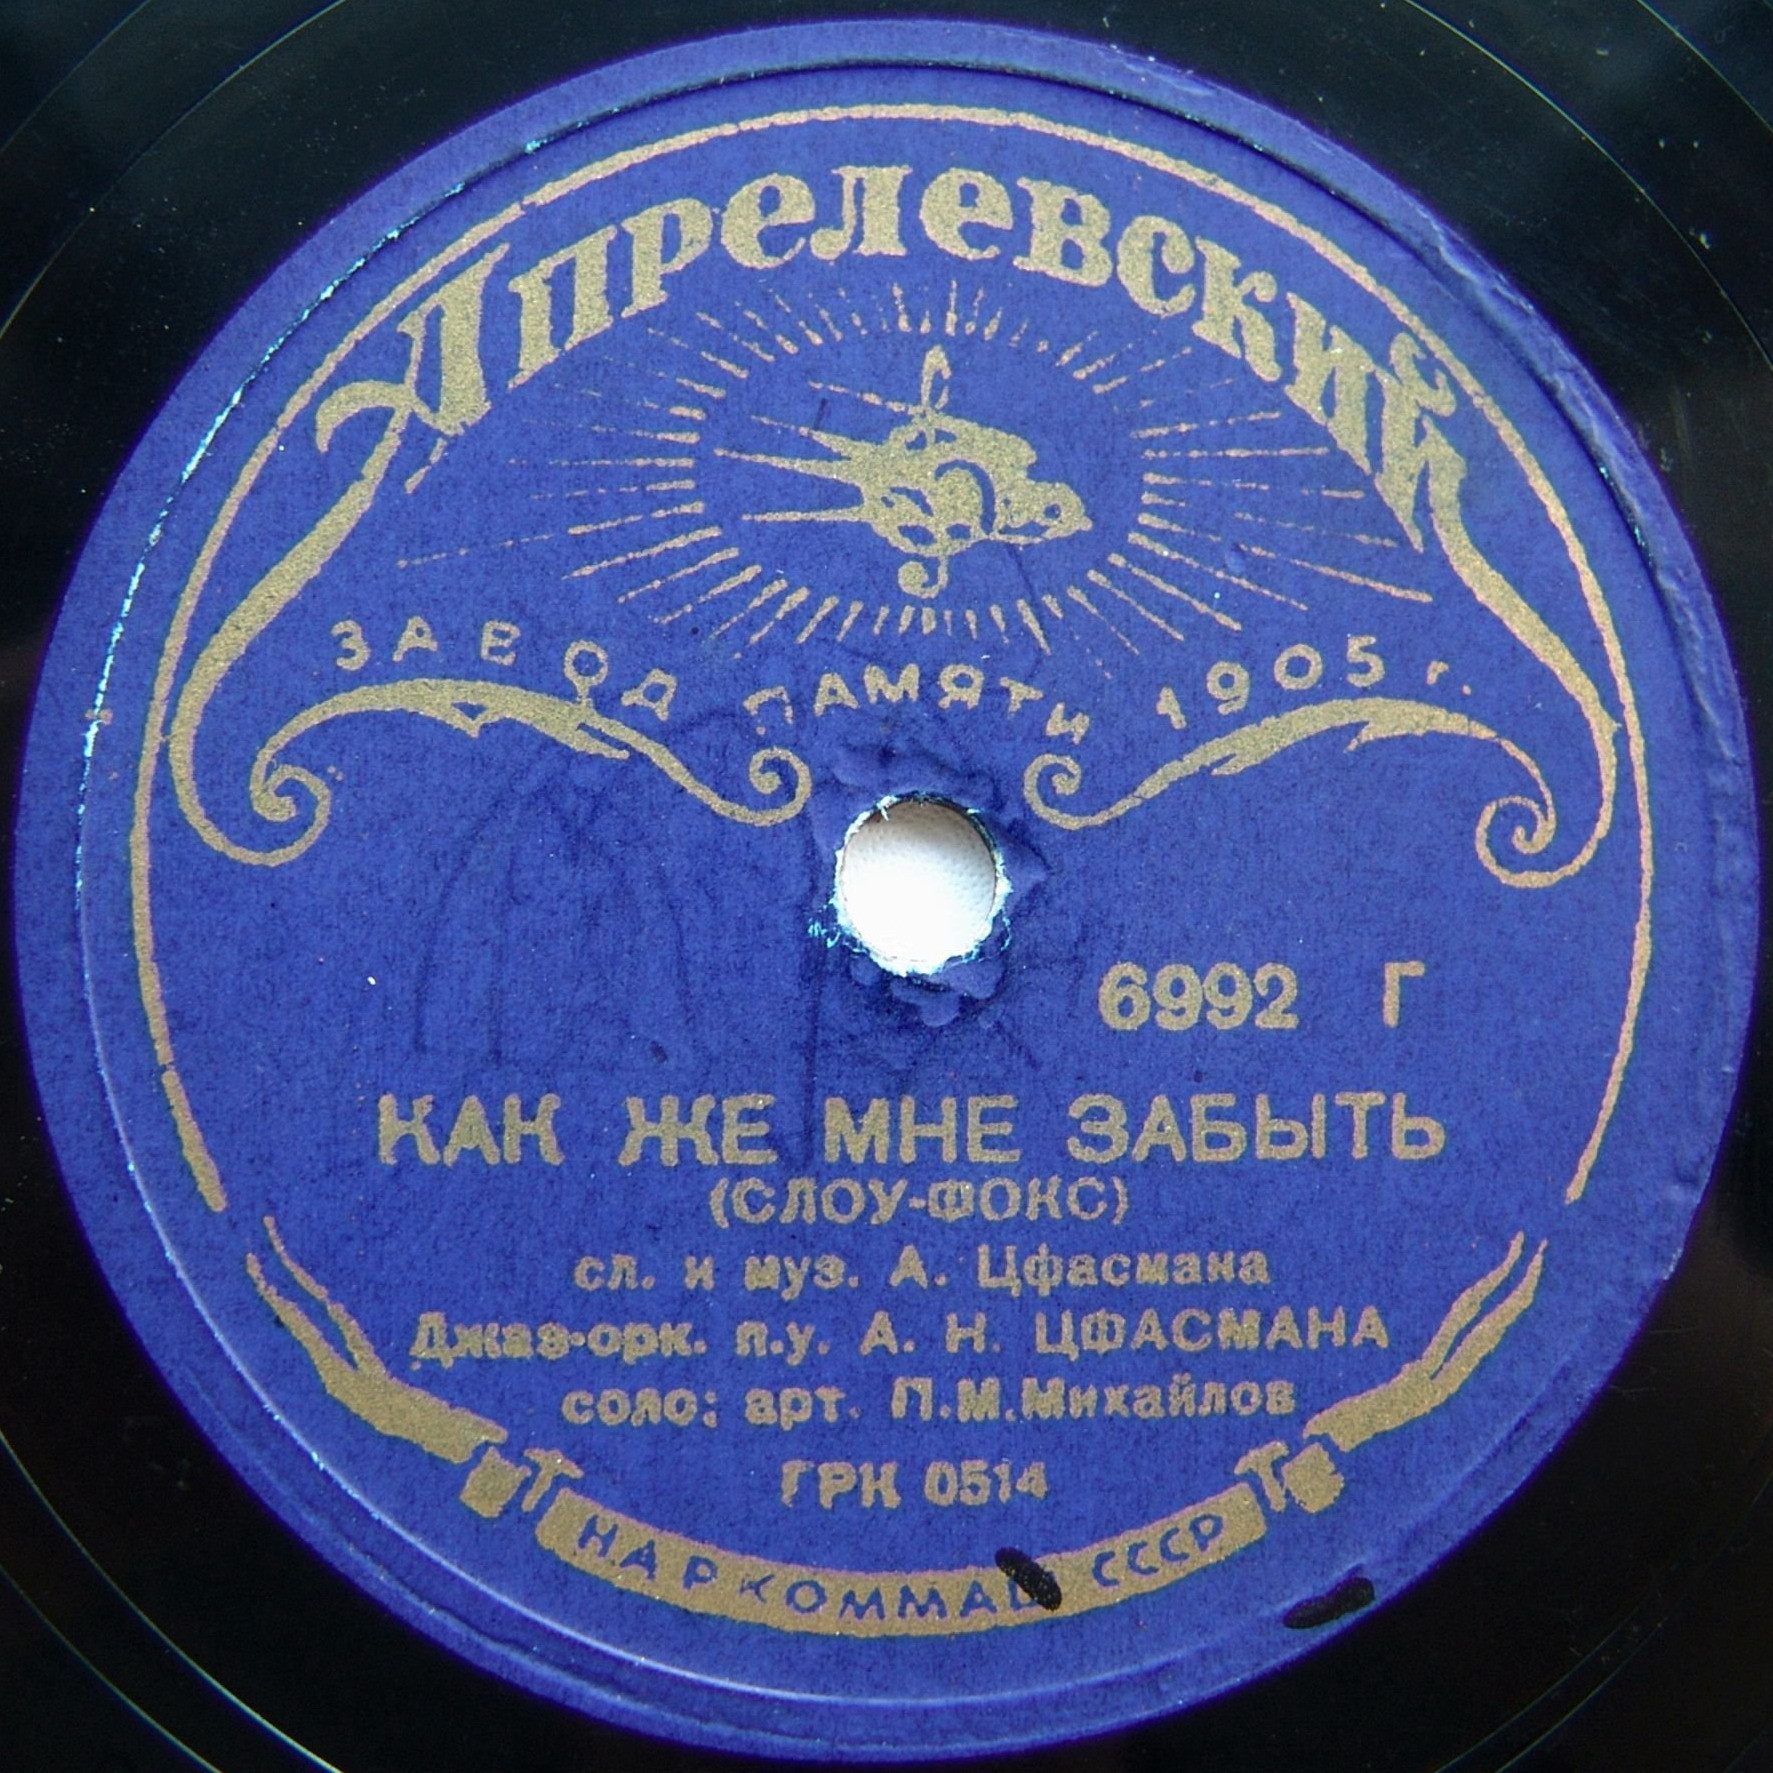 Апрелевский
ЗАВОД ПАМЯТИ 1905 г.
6992 Г
КАК ЖЕ МНЕ ЗАБЫТЬ
(СЛОУ-ФОКС)
сл. и муз. А. Цфасмана
Джаз-орк. п.у. А. Н. ЦФАСМАНА
соло: арт. П.М.Михайлов
ГРК 0514
НАРКОММАШ СССР